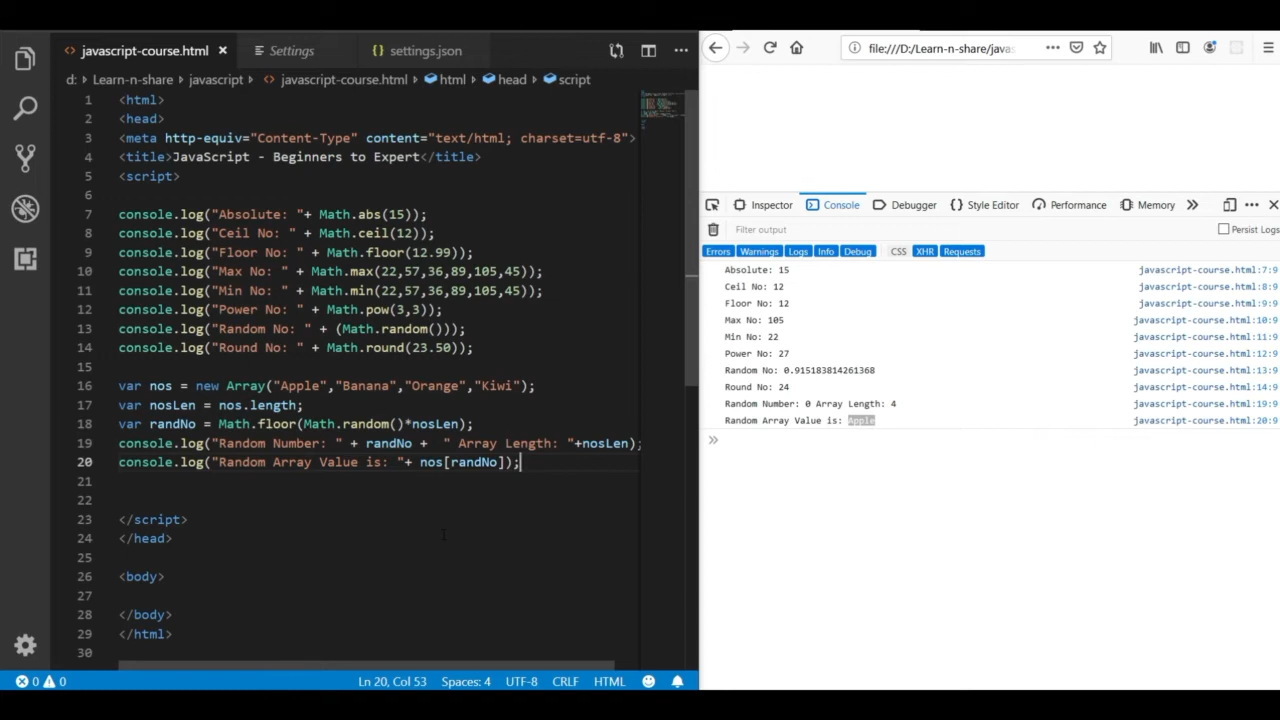 javascript-course.html × Settings settings.json
d: Learn-n-share javascript javascript-course.html html head script
1 <html>
2 <head>
3 <meta http-equiv="Content-Type" content="text/html; charset=utf-8">
4 <title>JavaScript - Beginners to Expert</title>
5 <script>
6
7 console.log("Absolute: "+ Math.abs(15));
8 console.log("Ceil No: " + Math.ceil(12));
9 console.log("Floor No: " + Math.floor(12.99));
10 console.log("Max No: " + Math.max(22,57,36,89,105,45));
11 console.log("Min No: " + Math.min(22,57,36,89,105,45));
12 console.log("Power No: " + Math.pow(3,3));
13 console.log("Random No: " + (Math.random()));
14 console.log("Round No: " + Math.round(23.50));
15
16 var nos = new Array("Apple","Banana","Orange","Kiwi");
17 var nosLen = nos.length;
18 var randNo = Math.floor(Math.random()*nosLen);
19 console.log("Random Number: " + randNo + " Array Length: "+nosLen);
20 console.log("Random Array Value is: "+ nos[randNo]);
21
22
23 </script>
24 </head>
25
26 <body>
27
28 </body>
29 </html>
30
0 0 Ln 20, Col 53 Spaces: 4 UTF-8 CRLF HTML
file:///D:/Learn-n-share/javas
Inspector Console Debugger Style Editor Performance Memory
Filter output Persist Logs
Errors Warnings Logs Info Debug CSS XHR Requests
Absolute: 15 javascript-course.html:7:9
Ceil No: 12 javascript-course.html:8:9
Floor No: 12 javascript-course.html:9:9
Max No: 105 javascript-course.html:10:9
Min No: 22 javascript-course.html:11:9
Power No: 27 javascript-course.html:12:9
Random No: 0.915183814261368 javascript-course.html:13:9
Round No: 24 javascript-course.html:14:9
Random Number: 0 Array Length: 4 javascript-course.html:19:9
Random Array Value is: Apple javascript-course.html:20:9